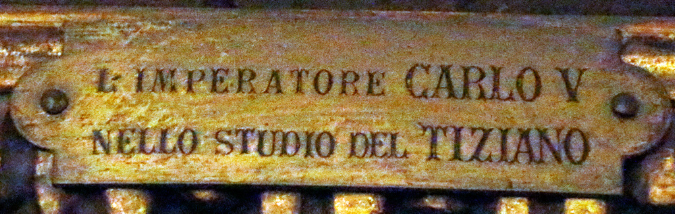 L'IMPERATORE CARLO V
NELLO STUDIO DEL TIZIANO